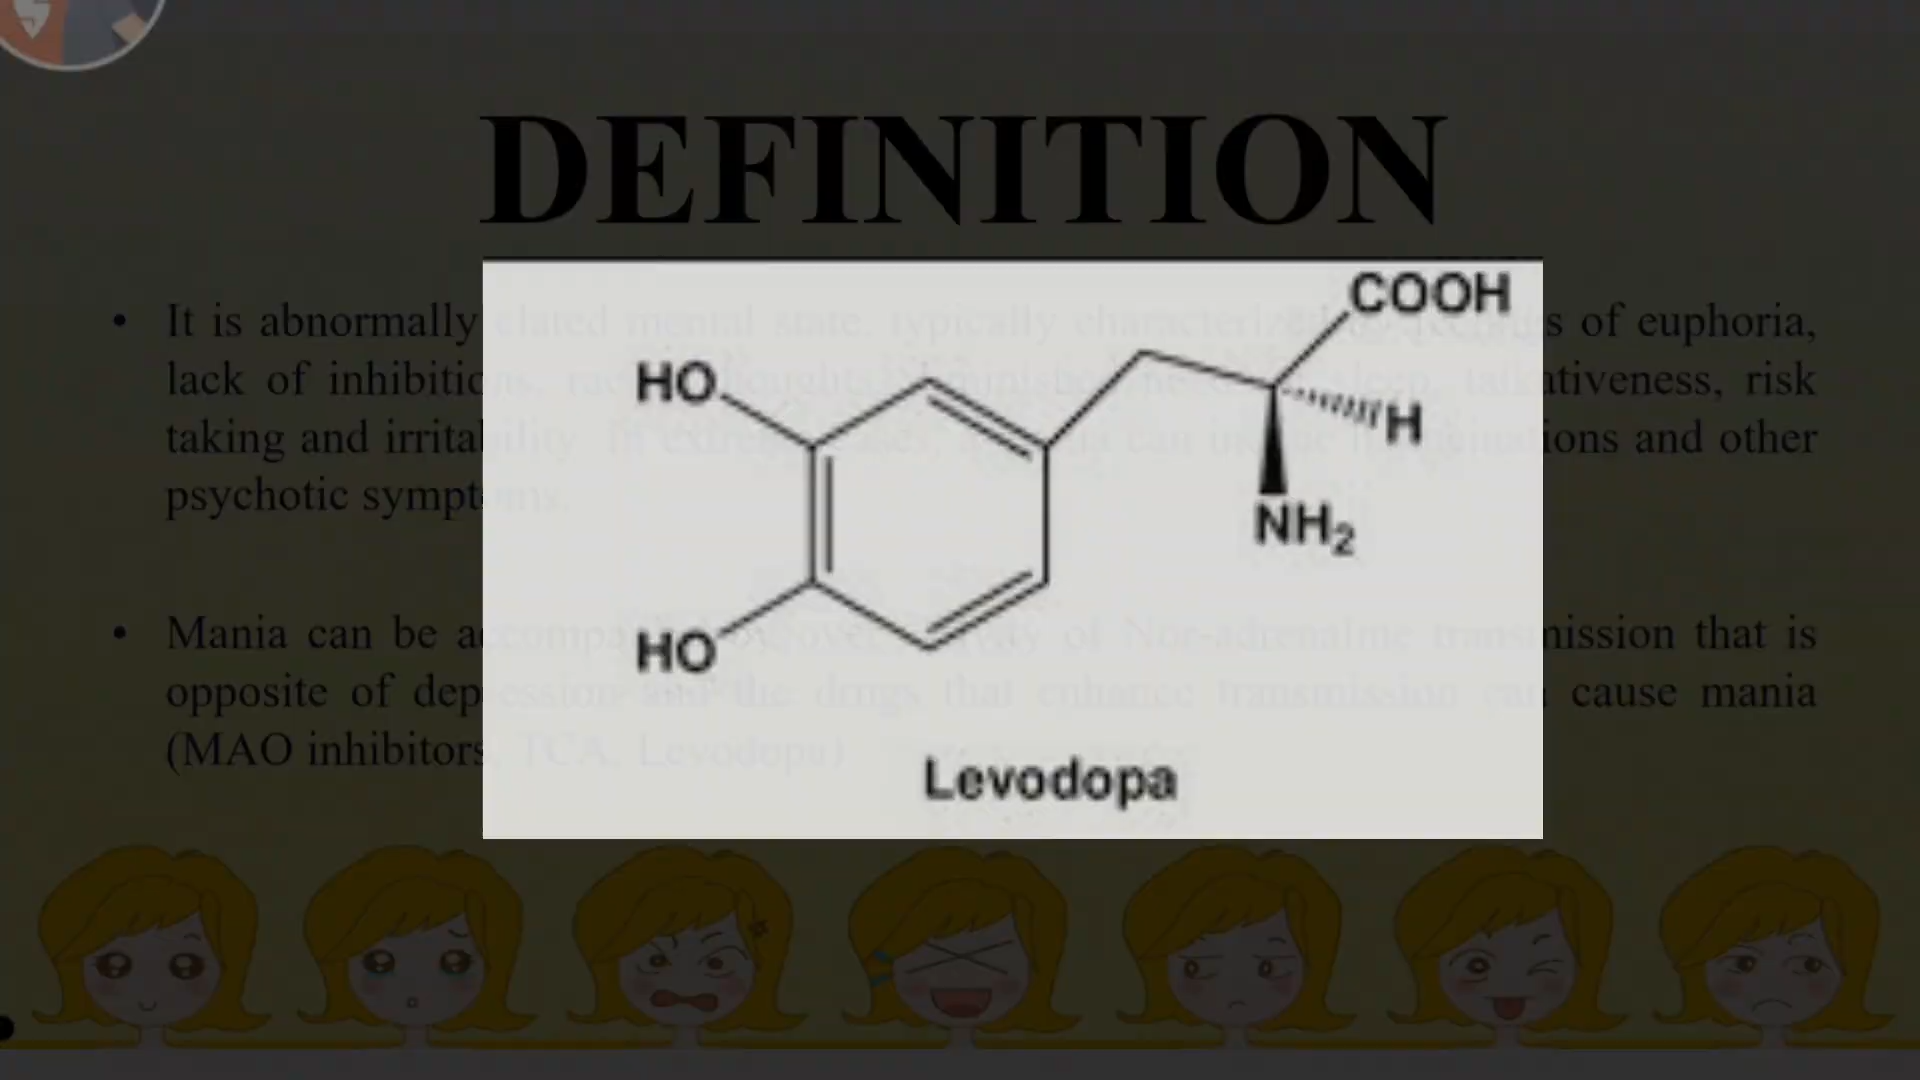 DEFINITION
• It is abnormally elated mental state, typically characterized by feelings of euphoria,
lack of inhibitions, racing thoughts, diminished need for sleep, talkativeness, risk
taking and irritability. In extreme cases, mania can induce hallucinations and other
psychotic symptoms.
• Mania can be accompanied by over activity of Nor-adrenaline transmission that is
opposite of depression and the drugs that enhance transmission can cause mania
(MAO inhibitors, TCA, Levodopa)
COOH
HO
H
NH₂
HO
Levodopa